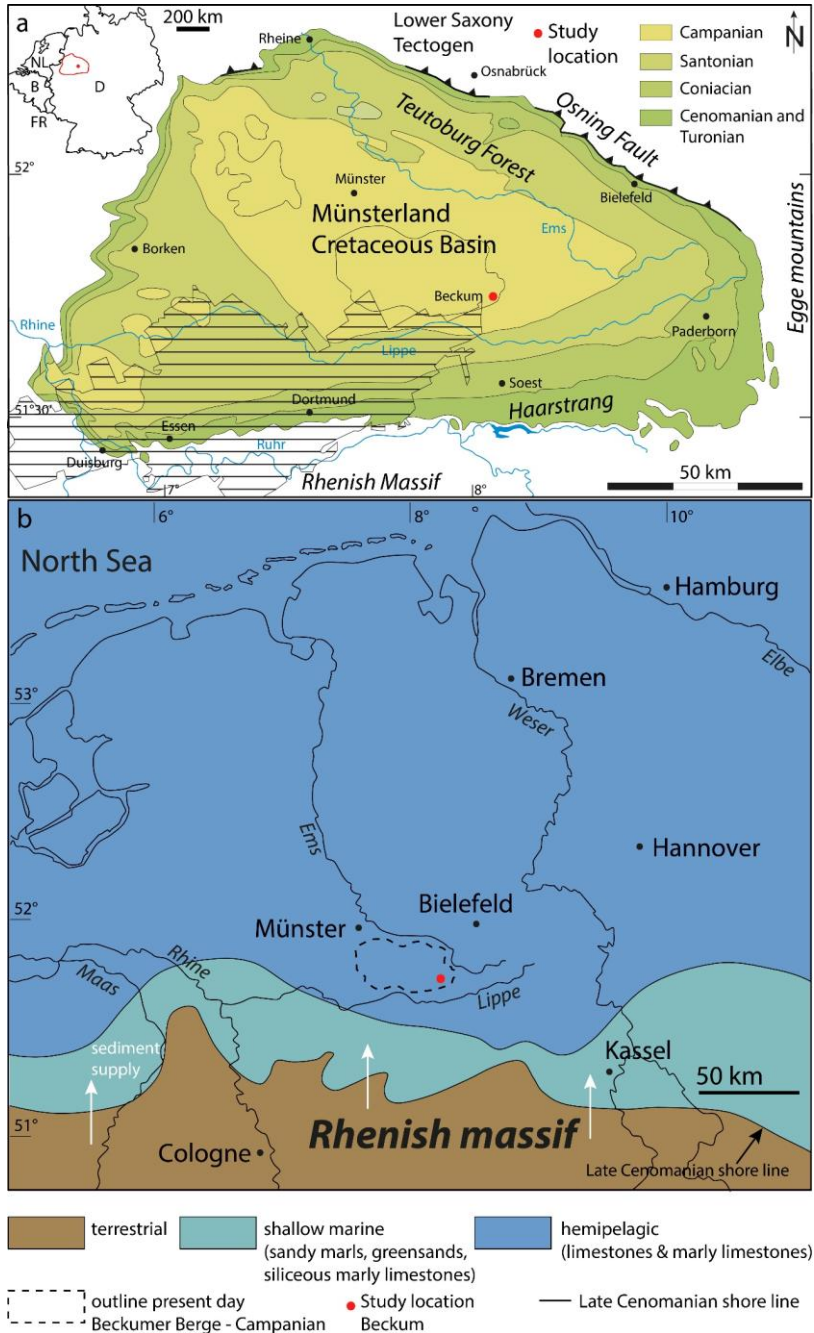 a
200 km
NL
B
D
FR
Rheine
Lower Saxony
Tectogen
Study
location
N
Osnabrück
Campanian
Santonian
Coniacian
Cenomanian and
Turonian
Teutoburg Forest
Osning Fault
52°
Münster
Bielefeld
Münsterland
Cretaceous Basin
Ems
Borken
Beckum
Egge mountains
Rhine
Lippe
Paderborn
Soest
51°30'
Dortmund
Haarstrang
Essen
Ruhr
Duisburg
Rhenish Massif
50 km
7°
8°
b
6°
8°
10°
North Sea
Hamburg
Elbe
Bremen
53°
Weser
Ems
Hannover
52°
Bielefeld
Münster
Rhine
Maas
Lippe
sediment
supply
Kassel
50 km
51°
Rhenish massif
Cologne
Late Cenomanian shore line
terrestrial
shallow marine
(sandy marls, greensands,
siliceous marly limestones)
hemipelagic
(limestones & marly limestones)
outline present day
Beckumer Berge - Campanian
Study location
Beckum
Late Cenomanian shore line